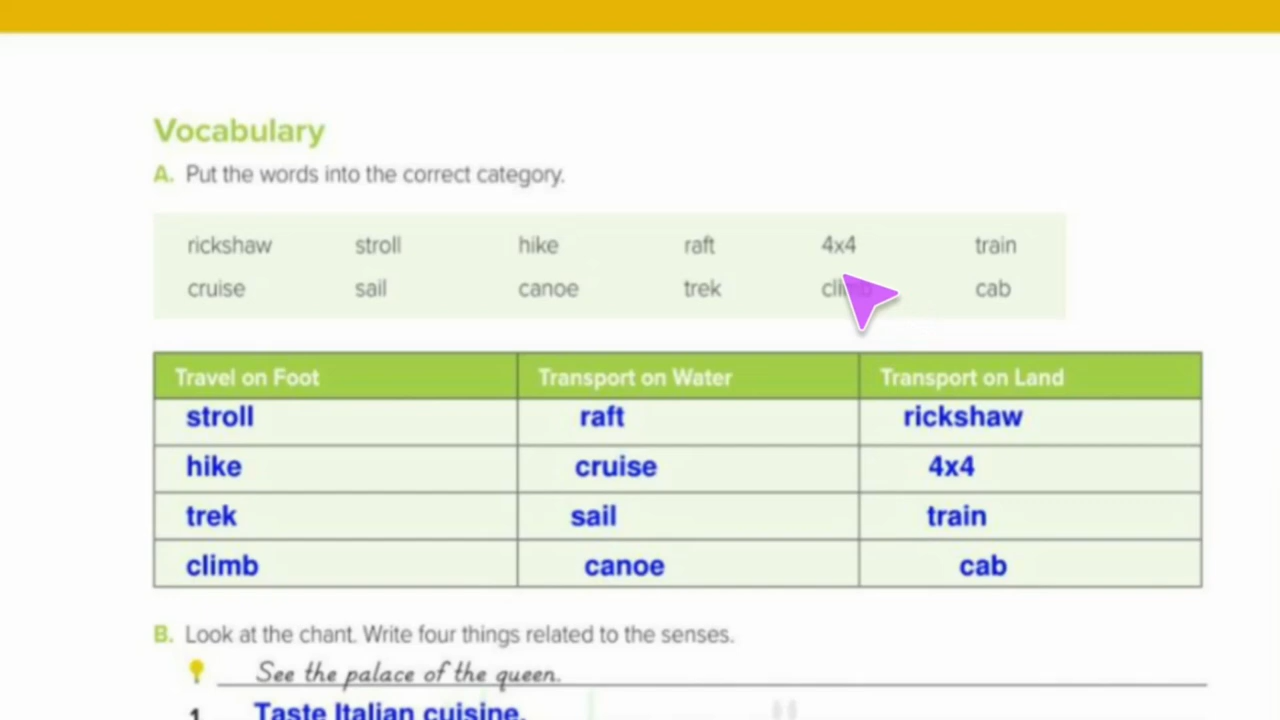 Vocabulary
A. Put the words into the correct category.
rickshaw stroll hike raft 4x4 train
cruise sail canoe trek climb cab
Travel on Foot Transport on Water Transport on Land
stroll raft rickshaw
hike cruise 4x4
trek sail train
climb canoe cab
B. Look at the chant. Write four things related to the senses.
See the palace of the queen.
1 Taste Italian cuisine.